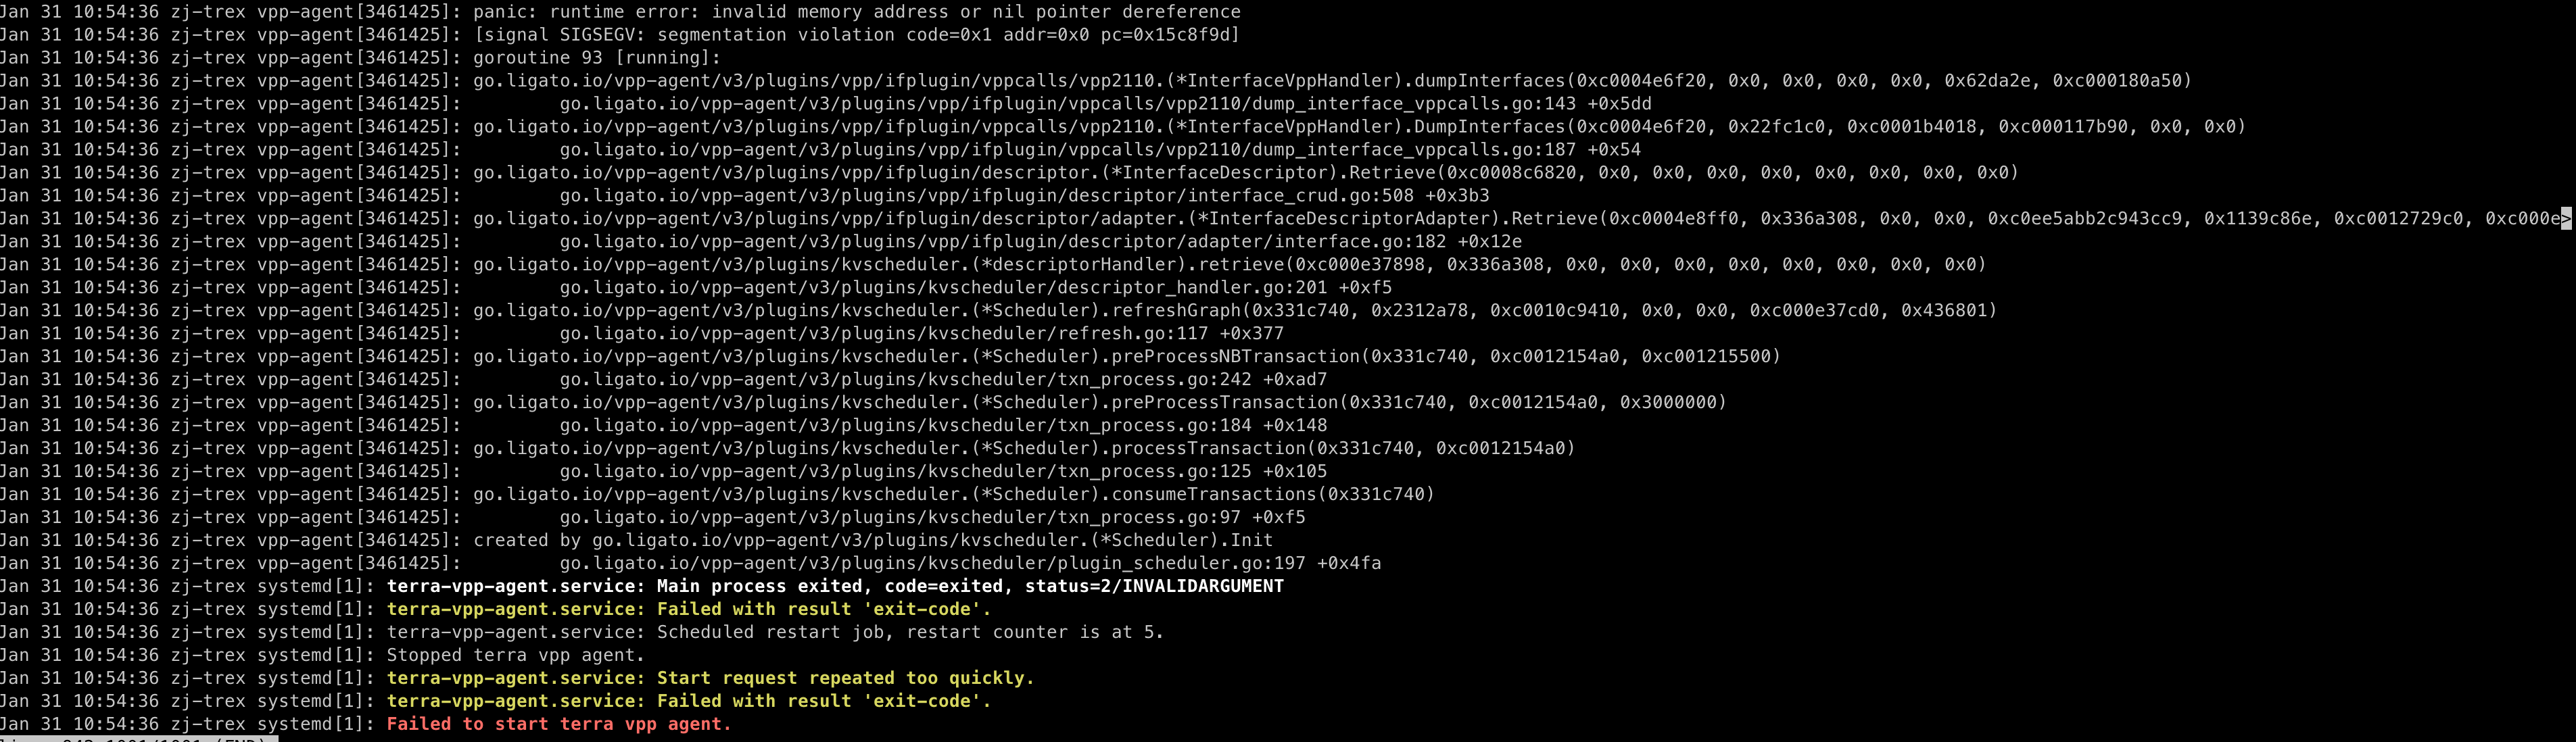 Jan 31 10:54:36 zj-trex vpp-agent[3461425]: panic: runtime error: invalid memory address or nil pointer dereference
Jan 31 10:54:36 zj-trex vpp-agent[3461425]: [signal SIGSEGV: segmentation violation code=0x1 addr=0x0 pc=0x15c8f9d]
Jan 31 10:54:36 zj-trex vpp-agent[3461425]: goroutine 93 [running]:
Jan 31 10:54:36 zj-trex vpp-agent[3461425]: go.ligato.io/vpp-agent/v3/plugins/vpp/ifplugin/vppcalls/vpp2110.(*InterfaceVppHandler).dumpInterfaces(0xc0004e6f20, 0x0, 0x0, 0x0, 0x0, 0x62da2e, 0xc000180a50)
Jan 31 10:54:36 zj-trex vpp-agent[3461425]:         go.ligato.io/vpp-agent/v3/plugins/vpp/ifplugin/vppcalls/vpp2110/dump_interface_vppcalls.go:143 +0x5dd
Jan 31 10:54:36 zj-trex vpp-agent[3461425]: go.ligato.io/vpp-agent/v3/plugins/vpp/ifplugin/vppcalls/vpp2110.(*InterfaceVppHandler).DumpInterfaces(0xc0004e6f20, 0x22fc1c0, 0xc0001b4018, 0xc000117b90, 0x0, 0x0)
Jan 31 10:54:36 zj-trex vpp-agent[3461425]:         go.ligato.io/vpp-agent/v3/plugins/vpp/ifplugin/vppcalls/vpp2110/dump_interface_vppcalls.go:187 +0x54
Jan 31 10:54:36 zj-trex vpp-agent[3461425]: go.ligato.io/vpp-agent/v3/plugins/vpp/ifplugin/descriptor.(*InterfaceDescriptor).Retrieve(0xc0008c6820, 0x0, 0x0, 0x0, 0x0, 0x0, 0x0, 0x0, 0x0)
Jan 31 10:54:36 zj-trex vpp-agent[3461425]:         go.ligato.io/vpp-agent/v3/plugins/vpp/ifplugin/descriptor/interface_crud.go:508 +0x3b3
Jan 31 10:54:36 zj-trex vpp-agent[3461425]: go.ligato.io/vpp-agent/v3/plugins/vpp/ifplugin/descriptor/adapter.(*InterfaceDescriptorAdapter).Retrieve(0xc0004e8ff0, 0x336a308, 0x0, 0x0, 0xc0ee5abb2c943cc9, 0x1139c86e, 0xc0012729c0, 0xc000e>
Jan 31 10:54:36 zj-trex vpp-agent[3461425]:         go.ligato.io/vpp-agent/v3/plugins/vpp/ifplugin/descriptor/adapter/interface.go:182 +0x12e
Jan 31 10:54:36 zj-trex vpp-agent[3461425]: go.ligato.io/vpp-agent/v3/plugins/kvscheduler.(*descriptorHandler).retrieve(0xc000e37898, 0x336a308, 0x0, 0x0, 0x0, 0x0, 0x0, 0x0, 0x0, 0x0)
Jan 31 10:54:36 zj-trex vpp-agent[3461425]:         go.ligato.io/vpp-agent/v3/plugins/kvscheduler/descriptor_handler.go:201 +0xf5
Jan 31 10:54:36 zj-trex vpp-agent[3461425]: go.ligato.io/vpp-agent/v3/plugins/kvscheduler.(*Scheduler).refreshGraph(0x331c740, 0x2312a78, 0xc0010c9410, 0x0, 0x0, 0xc000e37cd0, 0x436801)
Jan 31 10:54:36 zj-trex vpp-agent[3461425]:         go.ligato.io/vpp-agent/v3/plugins/kvscheduler/refresh.go:117 +0x377
Jan 31 10:54:36 zj-trex vpp-agent[3461425]: go.ligato.io/vpp-agent/v3/plugins/kvscheduler.(*Scheduler).preProcessNBTransaction(0x331c740, 0xc0012154a0, 0xc001215500)
Jan 31 10:54:36 zj-trex vpp-agent[3461425]:         go.ligato.io/vpp-agent/v3/plugins/kvscheduler/txn_process.go:242 +0xad7
Jan 31 10:54:36 zj-trex vpp-agent[3461425]: go.ligato.io/vpp-agent/v3/plugins/kvscheduler.(*Scheduler).preProcessTransaction(0x331c740, 0xc0012154a0, 0x3000000)
Jan 31 10:54:36 zj-trex vpp-agent[3461425]:         go.ligato.io/vpp-agent/v3/plugins/kvscheduler/txn_process.go:184 +0x148
Jan 31 10:54:36 zj-trex vpp-agent[3461425]: go.ligato.io/vpp-agent/v3/plugins/kvscheduler.(*Scheduler).processTransaction(0x331c740, 0xc0012154a0)
Jan 31 10:54:36 zj-trex vpp-agent[3461425]:         go.ligato.io/vpp-agent/v3/plugins/kvscheduler/txn_process.go:125 +0x105
Jan 31 10:54:36 zj-trex vpp-agent[3461425]: go.ligato.io/vpp-agent/v3/plugins/kvscheduler.(*Scheduler).consumeTransactions(0x331c740)
Jan 31 10:54:36 zj-trex vpp-agent[3461425]:         go.ligato.io/vpp-agent/v3/plugins/kvscheduler/txn_process.go:97 +0xf5
Jan 31 10:54:36 zj-trex vpp-agent[3461425]: created by go.ligato.io/vpp-agent/v3/plugins/kvscheduler.(*Scheduler).Init
Jan 31 10:54:36 zj-trex vpp-agent[3461425]:         go.ligato.io/vpp-agent/v3/plugins/kvscheduler/plugin_scheduler.go:197 +0x4fa
Jan 31 10:54:36 zj-trex systemd[1]: terra-vpp-agent.service: Main process exited, code=exited, status=2/INVALIDARGUMENT
Jan 31 10:54:36 zj-trex systemd[1]: terra-vpp-agent.service: Failed with result 'exit-code'.
Jan 31 10:54:36 zj-trex systemd[1]: terra-vpp-agent.service: Scheduled restart job, restart counter is at 5.
Jan 31 10:54:36 zj-trex systemd[1]: Stopped terra vpp agent.
Jan 31 10:54:36 zj-trex systemd[1]: terra-vpp-agent.service: Start request repeated too quickly.
Jan 31 10:54:36 zj-trex systemd[1]: terra-vpp-agent.service: Failed with result 'exit-code'.
Jan 31 10:54:36 zj-trex systemd[1]: Failed to start terra vpp agent.